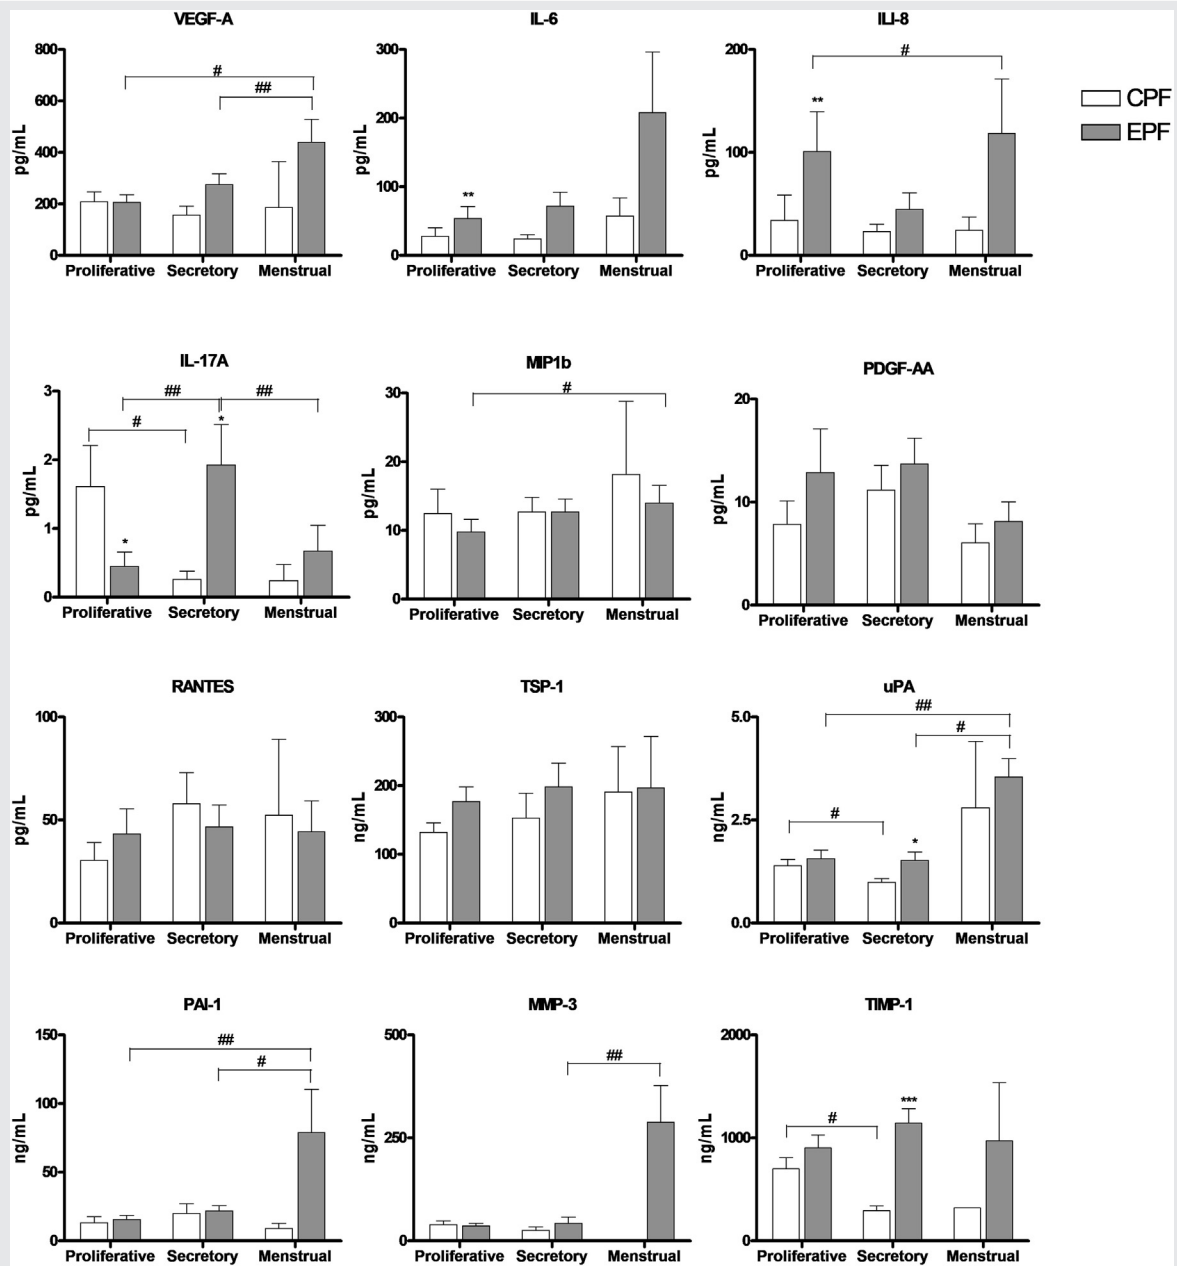 VEGF-A
IL-6
ILI-8
800
600
400
200
0
pg/mL
#
##
Proliferative Secretory Menstrual
300
200
100
0
pg/mL
**
Proliferative Secretory Menstrual
200
100
0
pg/mL
**
#
Proliferative Secretory Menstrual
CPF
EPF
IL-17A
MIP1b
PDGF-AA
3
2
1
0
pg/mL
## ##
#
*
*
Proliferative Secretory Menstrual
30
20
10
0
pg/mL
#
Proliferative Secretory Menstrual
20
10
0
pg/mL
Proliferative Secretory Menstrual
RANTES
TSP-1
uPA
100
50
0
pg/mL
Proliferative Secretory Menstrual
300
200
100
0
ng/mL
Proliferative Secretory Menstrual
5.0
2.5
0.0
ng/mL
##
#
#
*
Proliferative Secretory Menstrual
PAI-1
MMP-3
TIMP-1
150
100
50
0
ng/mL
##
#
Proliferative Secretory Menstrual
500
250
0
ng/mL
##
Proliferative Secretory Menstrual
2000
1000
0
ng/mL
#
***
Proliferative Secretory Menstrual